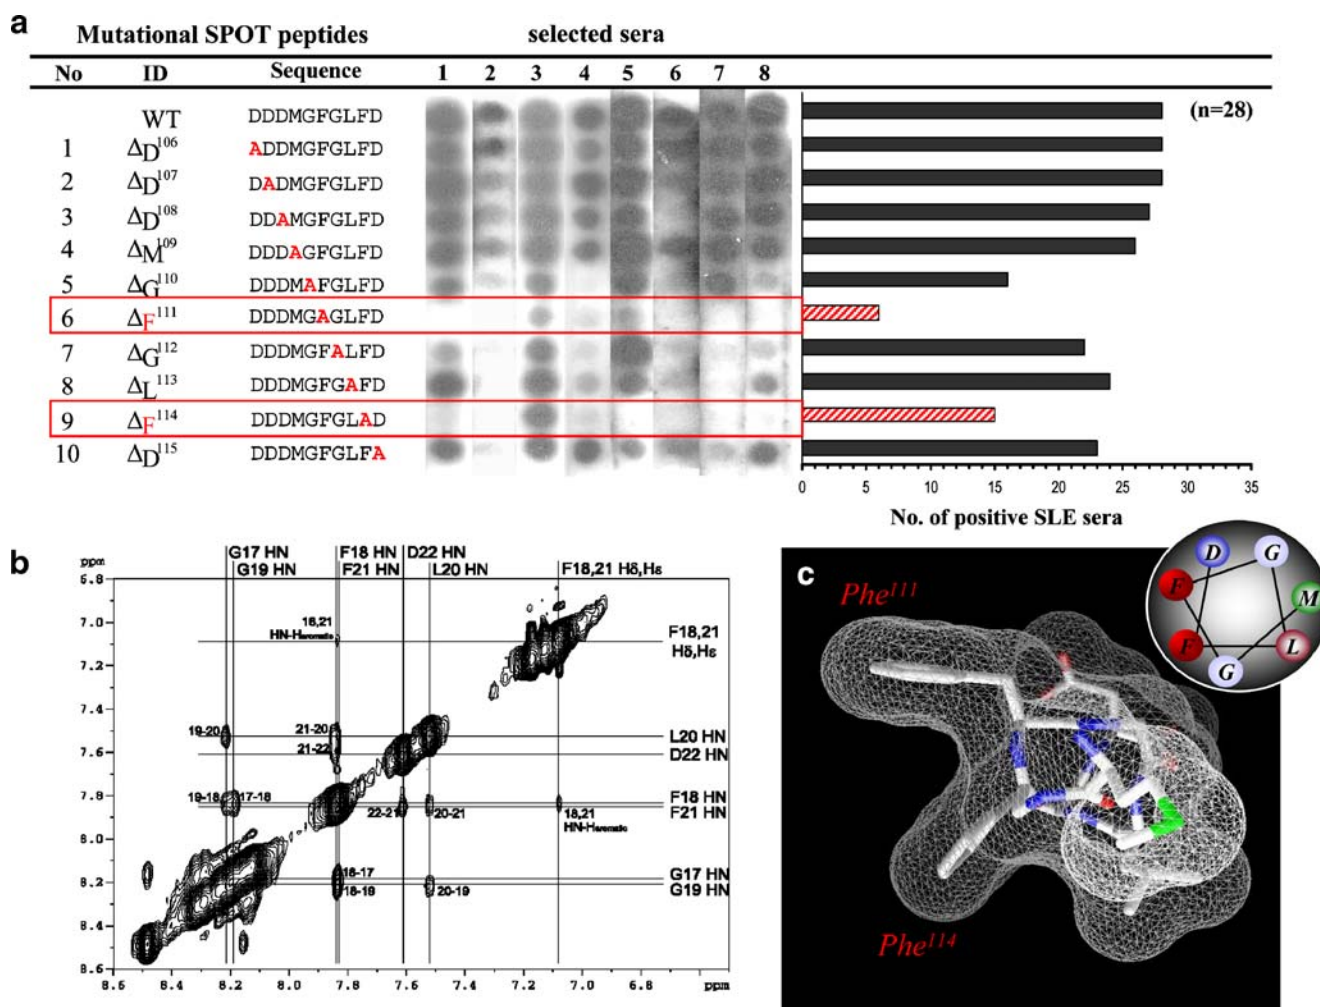 a
Mutational SPOT peptides selected sera
No ID Sequence 1 2 3 4 5 6 7 8
WT DDDMGFGLFD (n=28)
1 ΔD106 ADDMGFGLFD
2 ΔD107 DADMGFGLFD
3 ΔD108 DDAMGFGLFD
4 ΔM109 DDDAGFGLFD
5 ΔG110 DDDMAFGLFD
6 ΔF111 DDDMGAGLFD
7 ΔG112 DDDMGFALFD
8 ΔL113 DDDMGFGAFD
9 ΔF114 DDDMGFGLAD
10 ΔD115 DDDMGFGLFA
0 5 10 15 20 25 30 35
No. of positive SLE sera
b
G17 HN F18 HN D22 HN
G19 HN F21 HN L20 HN F18,21 Hδ,Hε
ppm
6.8
7.0
7.2
7.4
7.6
7.8
8.0
8.2
8.4
8.6
18,21
HN-Haromatic
F18,21
Hδ,Hε
19-20 21-20 L20 HN
21-22 D22 HN
19-18 17-18 F18 HN
22-21 20-21 F21 HN
18,21
HN-Haromatic
18-17 G17 HN
18-19 20-19 G19 HN
8.6 8.4 8.2 8.0 7.8 7.6 7.4 7.2 7.0 6.8 ppm
c
Phe111
Phe114
D G
F M
F L
G